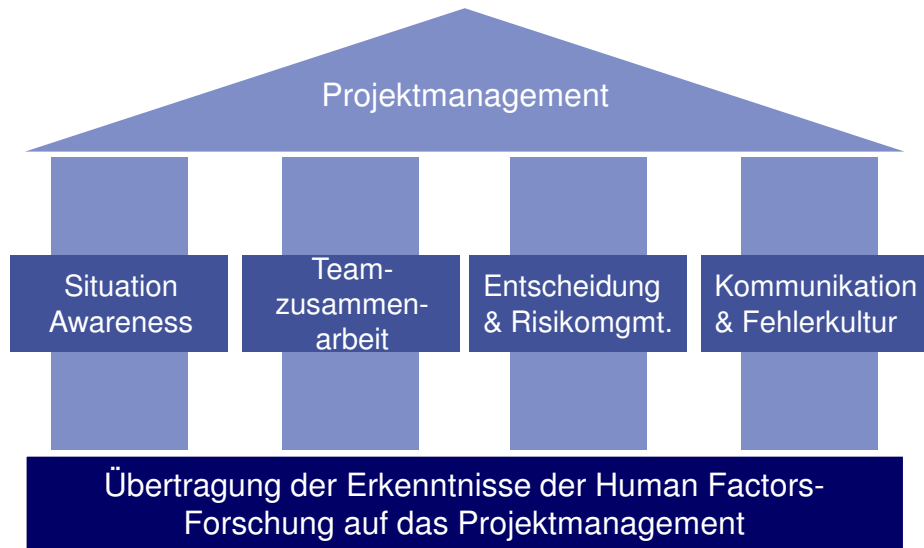 Projektmanagement
Situation
Awareness
Team-
zusammen-
arbeit
Entscheidung
& Risikomgmt.
Kommunikation
& Fehlerkultur
Übertragung der Erkenntnisse der Human Factors-
Forschung auf das Projektmanagement